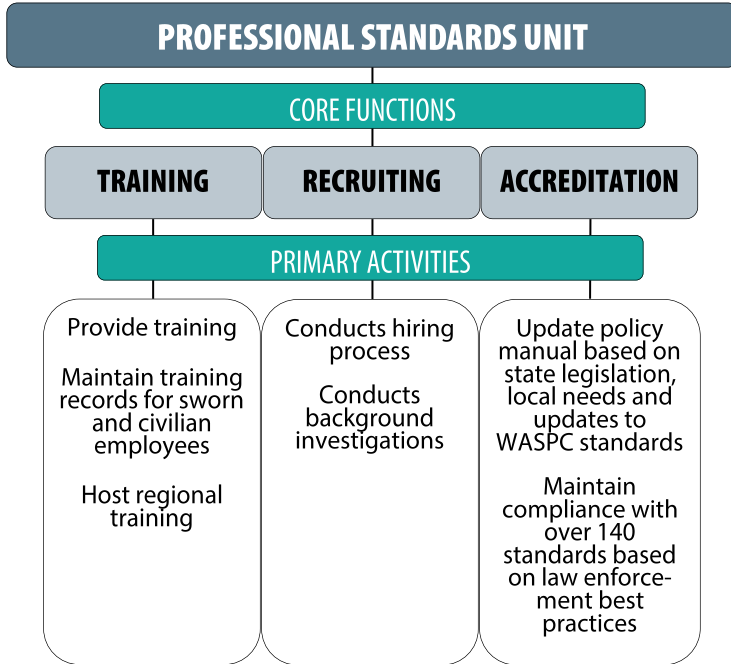 PROFESSIONAL STANDARDS UNIT
CORE FUNCTIONS
TRAINING
RECRUITING
ACCREDITATION
PRIMARY ACTIVITIES
Provide training
Maintain training
records for sworn
and civilian
employees
Host regional
training
Conducts hiring
process
Conducts
background
investigations
Update policy
manual based on
state legislation,
local needs and
updates to
WASPC standards
Maintain
compliance with
over 140
standards based
on law enforce-
ment best
practices